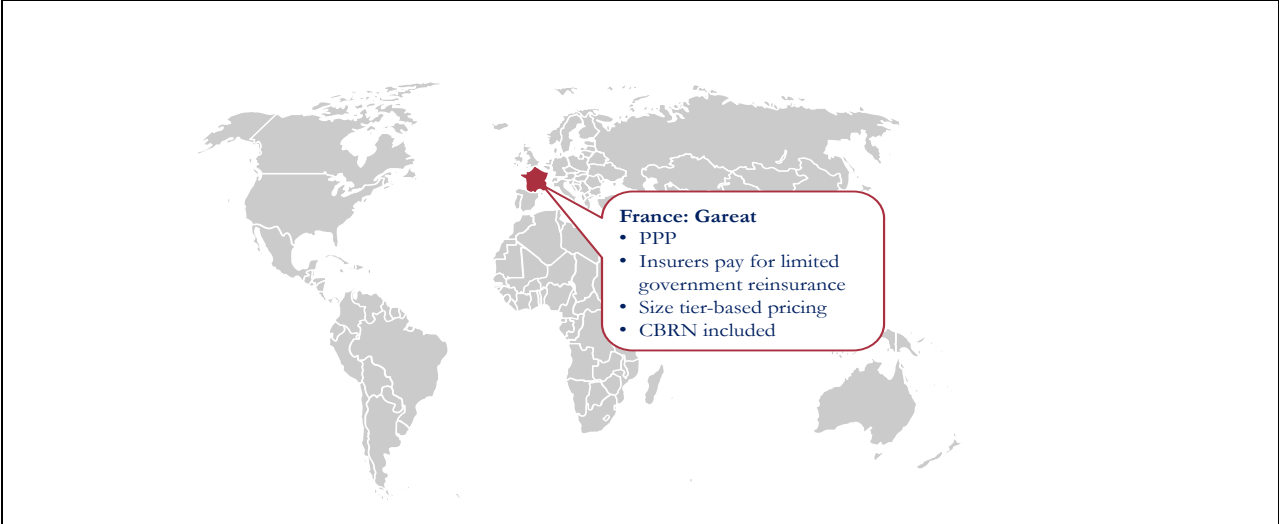 France: Gareat
• PPP
• Insurers pay for limited
government reinsurance
• Size tier-based pricing
• CBRN included